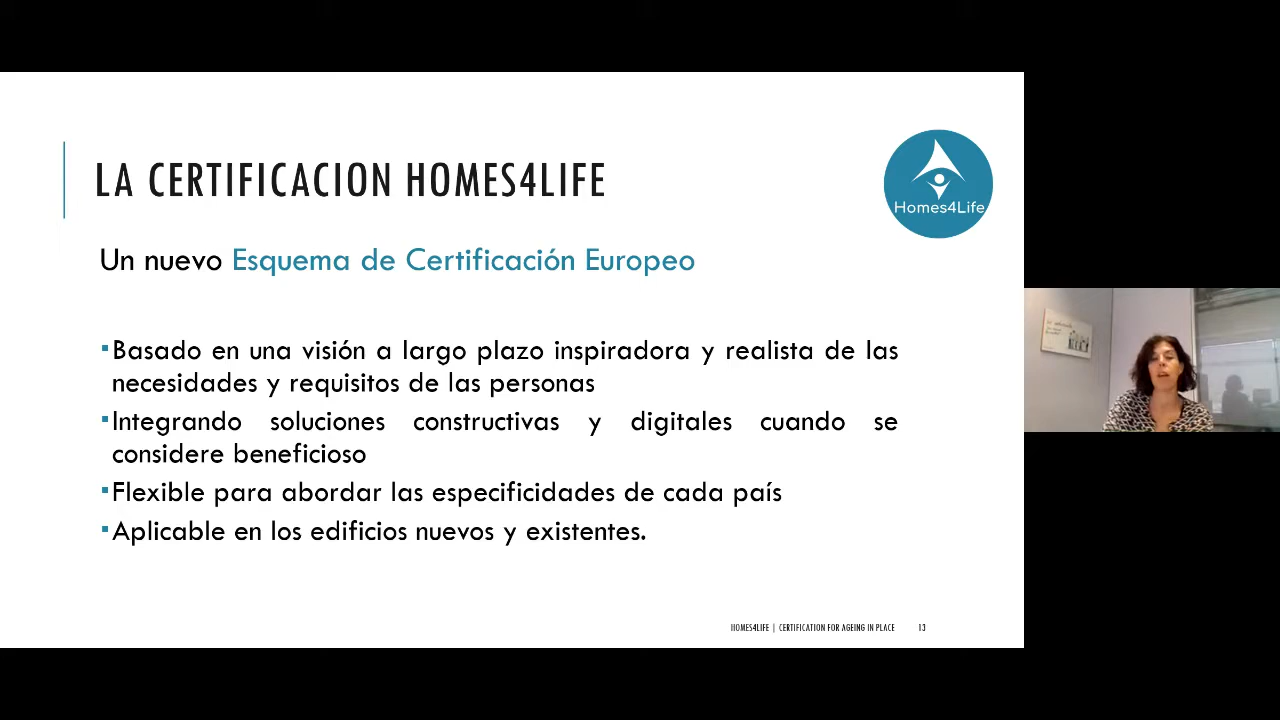 LA CERTIFICACION HOMES4LIFE
Homes4Life
Un nuevo Esquema de Certificación Europeo
▪Basado en una visión a largo plazo inspiradora y realista de las
necesidades y requisitos de las personas
▪Integrando soluciones constructivas y digitales cuando se
considere beneficioso
▪Flexible para abordar las especificidades de cada país
▪Aplicable en los edificios nuevos y existentes.
HOMES4LIFE | CERTIFICATION FOR AGEING IN PLACE 13